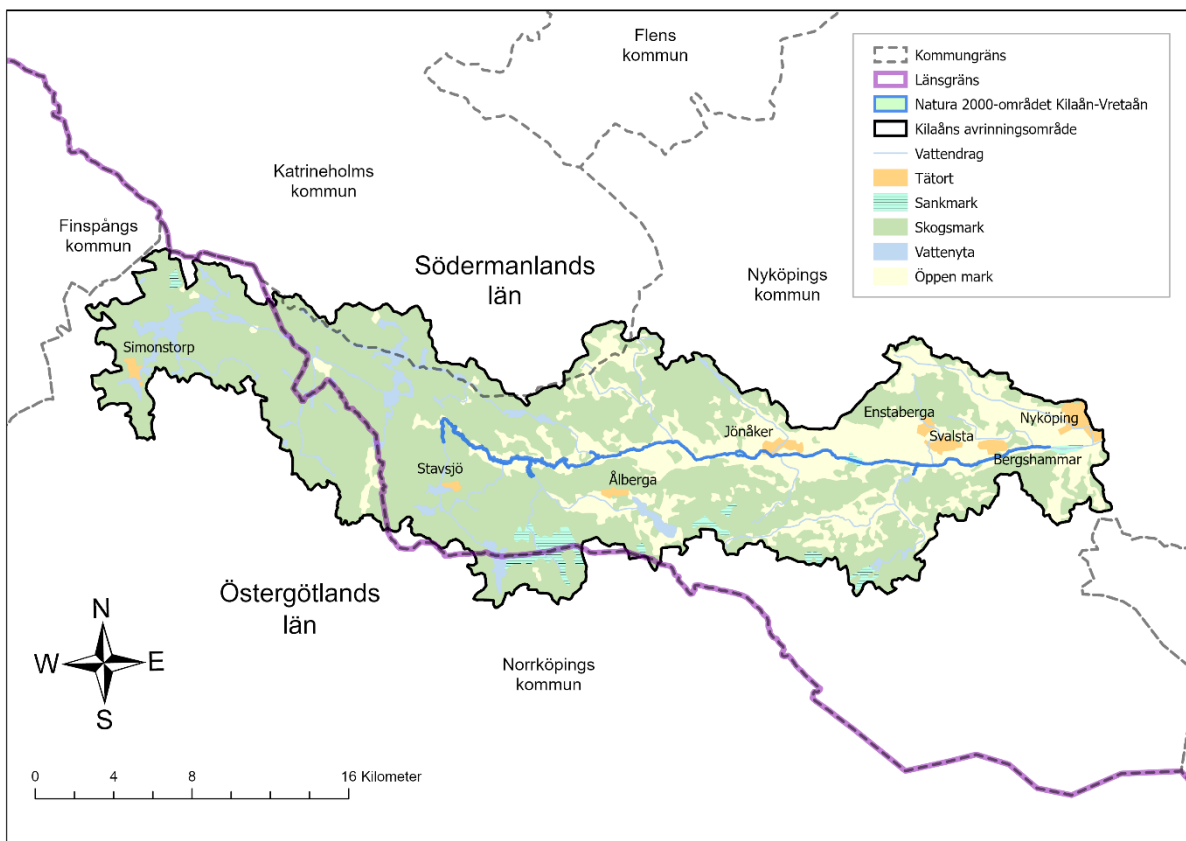 Flens
kommun
Kommungräns
Länsgräns
Natura 2000-området Kilaån-Vretaån
Kilaåns avrinningsområde
Vattendrag
Tätort
Sankmark
Skogsmark
Vattenyta
Öppen mark
Katrineholms
kommun
Finspångs
kommun
Södermanlands
län
Nyköpings
kommun
Simonstorp
Enstaberga
Nyköping
Jönåker
Svalsta
Bergshammar
Stavsjö
Ålberga
Östergötlands
län
N
W E
S
Norrköpings
kommun
0 4 8 16 Kilometer